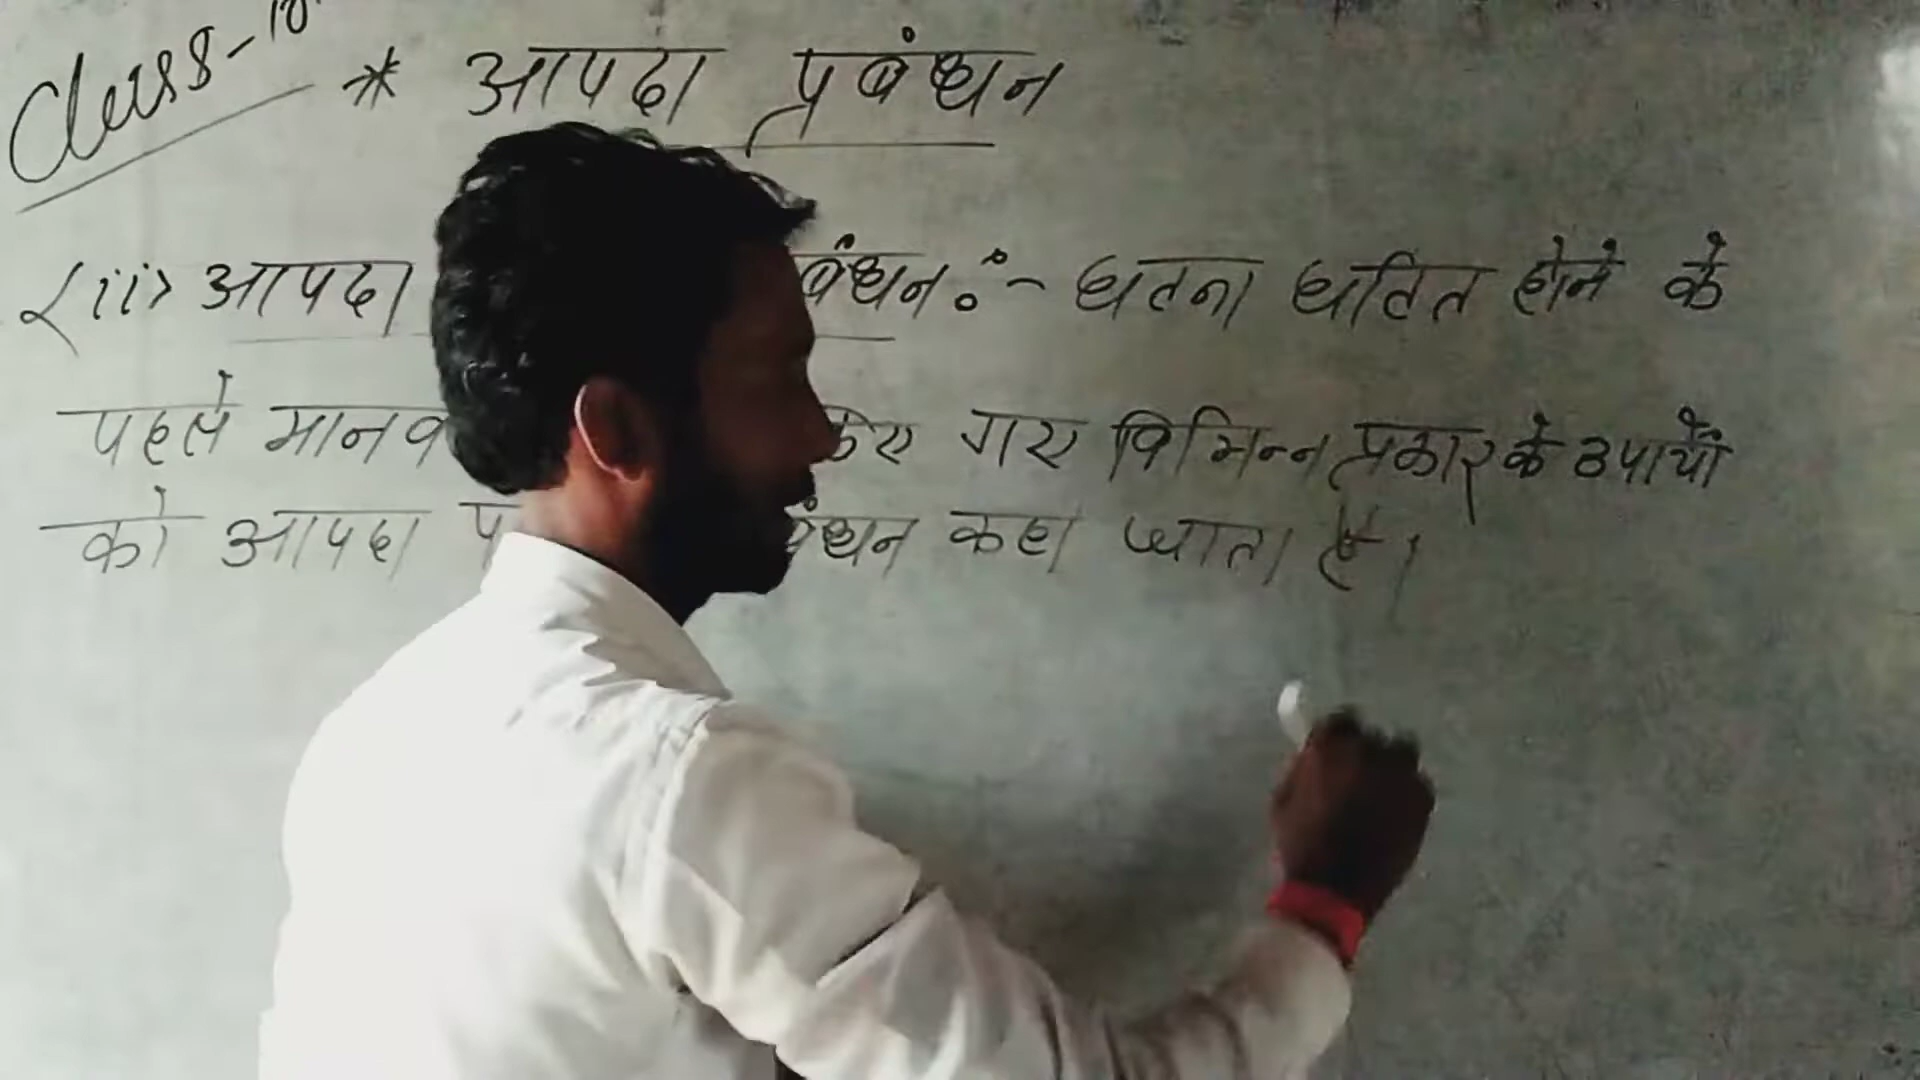 Class-10
* आपदा प्रबंधन
<ii> आपदा बंधन :- घटना घटित होने के
पहले मानव किए गए विभिन्न प्रकार के उपायों
को आपदा प बंधन कहा जाता है।